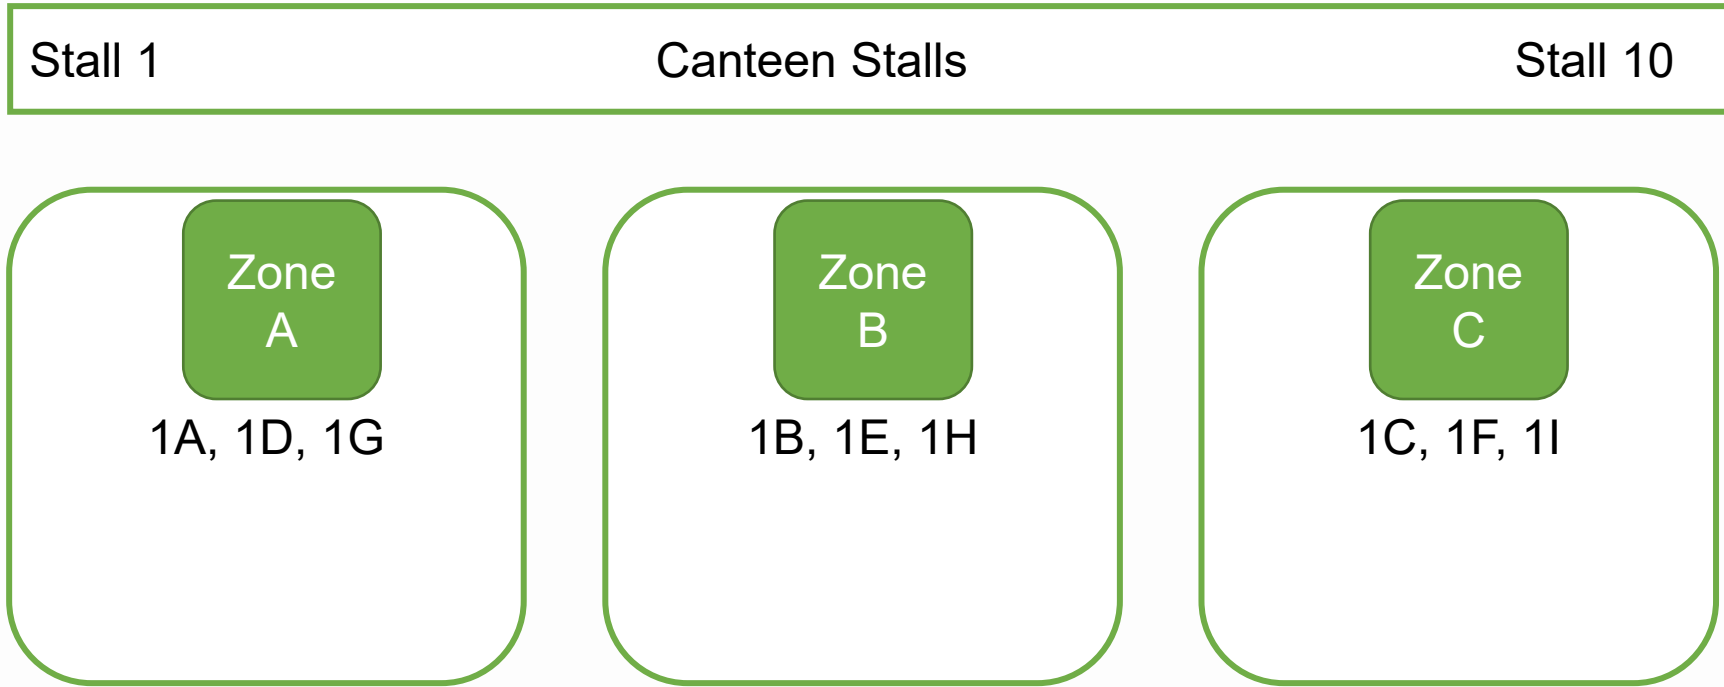 Stall 1 Canteen Stalls Stall 10
Zone
A
1A, 1D, 1G
Zone
B
1B, 1E, 1H
Zone
C
1C, 1F, 1I